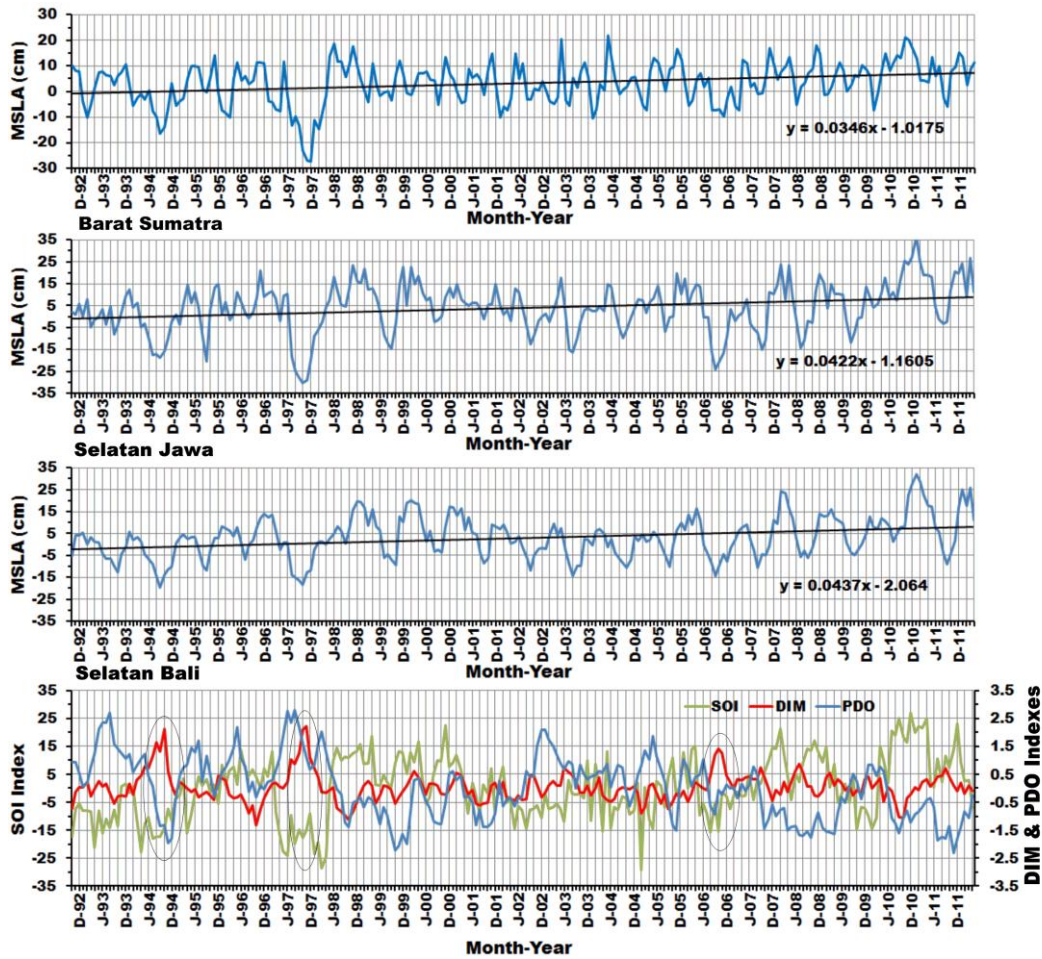 MSLA (cm)
30
20
10
0
-10
-20
-30
y = 0.0346x - 1.0175
D-92 J-93 D-93 J-94 D-94 J-95 D-95 J-96 D-96 J-97 D-97 J-98 D-98 J-99 D-99 J-00 D-00 J-01 D-01 J-02 D-02 J-03 D-03 J-04 D-04 J-05 D-05 J-06 D-06 J-07 D-07 J-08 D-08 J-09 D-09 J-10 D-10 J-11 D-11
Month-Year
Barat Sumatra
MSLA (cm)
35
25
15
5
-5
-15
-25
-35
y = 0.0422x - 1.1605
D-92 J-93 D-93 J-94 D-94 J-95 D-95 J-96 D-96 J-97 D-97 J-98 D-98 J-99 D-99 J-00 D-00 J-01 D-01 J-02 D-02 J-03 D-03 J-04 D-04 J-05 D-05 J-06 D-06 J-07 D-07 J-08 D-08 J-09 D-09 J-10 D-10 J-11 D-11
Month-Year
Selatan Jawa
MSLA (cm)
35
25
15
5
-5
-15
-25
-35
y = 0.0437x - 2.064
D-92 J-93 D-93 J-94 D-94 J-95 D-95 J-96 D-96 J-97 D-97 J-98 D-98 J-99 D-99 J-00 D-00 J-01 D-01 J-02 D-02 J-03 D-03 J-04 D-04 J-05 D-05 J-06 D-06 J-07 D-07 J-08 D-08 J-09 D-09 J-10 D-10 J-11 D-11
Month-Year
Selatan Bali
SOI Index
35
25
15
5
-5
-15
-25
-35
SOI DIM PDO
3.5
2.5
1.5
0.5
-0.5
-1.5
-2.5
-3.5
DIM & PDO Indexes
D-92 J-93 D-93 J-94 D-94 J-95 D-95 J-96 D-96 J-97 D-97 J-98 D-98 J-99 D-99 J-00 D-00 J-01 D-01 J-02 D-02 J-03 D-03 J-04 D-04 J-05 D-05 J-06 D-06 J-07 D-07 J-08 D-08 J-09 D-09 J-10 D-10 J-11 D-11
Month-Year